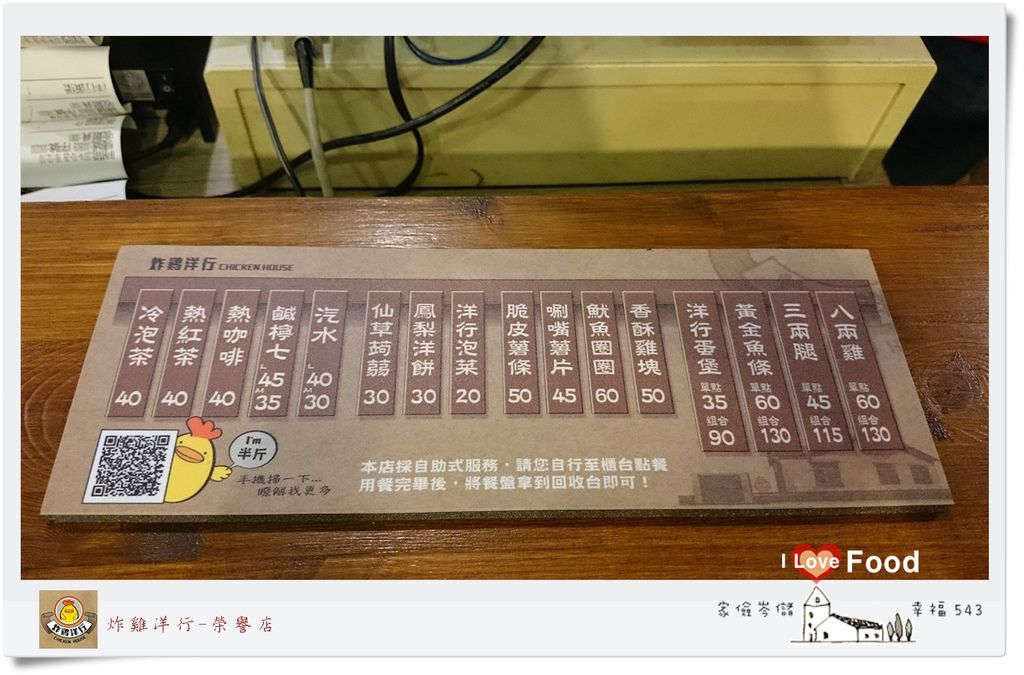 炸雞洋行 CHICKEN HOUSE
八兩雞 單點 60 組合 130
三兩腿 單點 45 組合 115
黃金魚條 單點 60 組合 130
洋行蛋堡 單點 35 組合 90
香酥雞塊 50
魷魚圈圈 60
唰嘴薯片 45
脆皮薯條 50
洋行泡菜 20
鳳梨洋餅 30
仙草蒟蒻 30
汽水 L 40 M 30
鹹檸七 L 45 M 35
熱咖啡 40
熱紅茶 40
冷泡茶 40
I'm
半斤
手機掃一下...
瞭解我更多
本店採自助式服務，請您自行至櫃台點餐
用餐完畢後，將餐盤拿到回收台即可！
I Love Food
炸雞洋行
CHICKEN HOUSE
炸雞洋行-榮譽店
家儉岑儲 幸福543